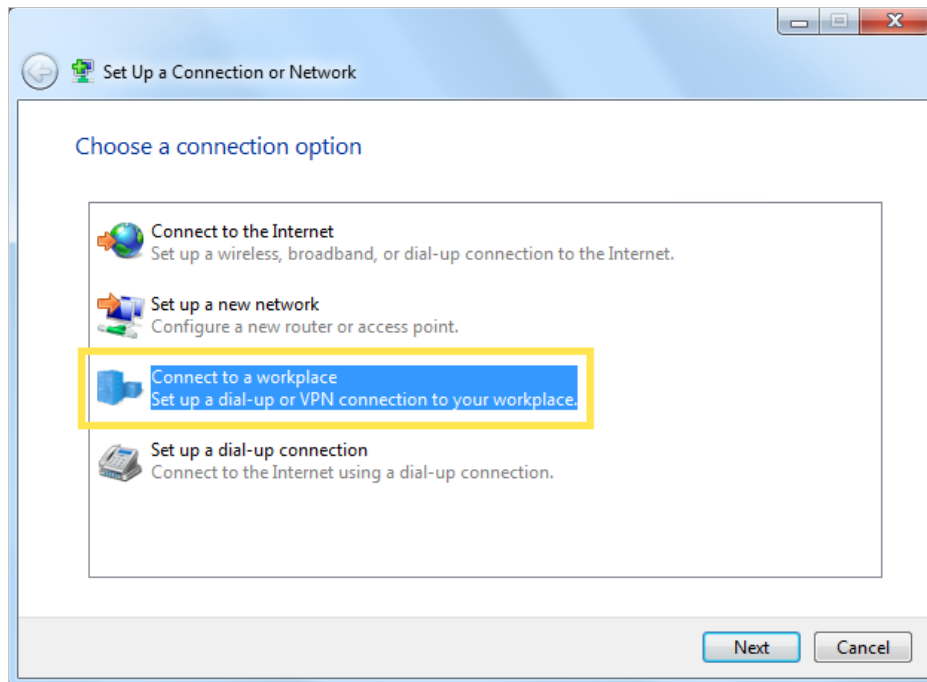 Set Up a Connection or Network
Choose a connection option
Connect to the Internet
Set up a wireless, broadband, or dial-up connection to the Internet.
Set up a new network
Configure a new router or access point.
Connect to a workplace
Set up a dial-up or VPN connection to your workplace.
Set up a dial-up connection
Connect to the Internet using a dial-up connection.
Next
Cancel